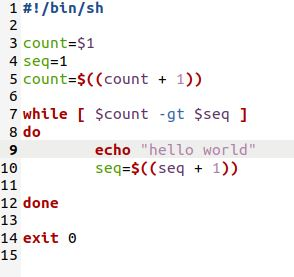 1 #!/bin/sh
2
3 count=$1
4 seq=1
5 count=$((count + 1))
6
7 while [ $count -gt $seq ]
8 do
9         echo "hello world"
10         seq=$((seq + 1))
11
12 done
13
14 exit 0
15